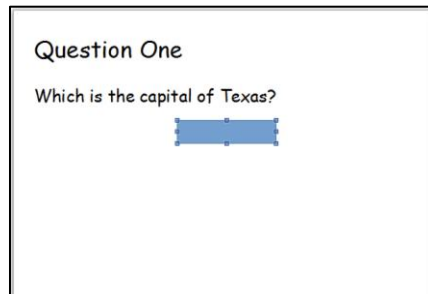 Question One
Which is the capital of Texas?